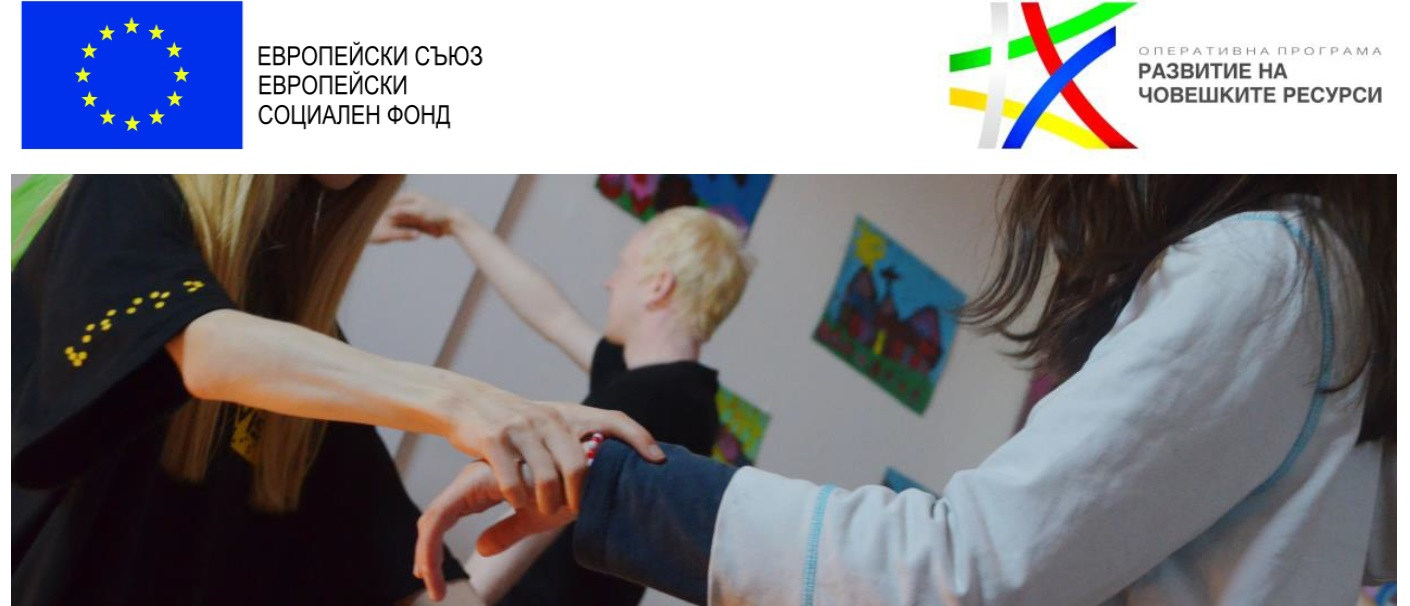 ЕВРОПЕЙСКИ СЪЮЗ
ЕВРОПЕЙСКИ
СОЦИАЛЕН ФОНД
ОПЕРАТИВНА ПРОГРАМА
РАЗВИТИЕ НА
ЧОВЕШКИТЕ РЕСУРСИ